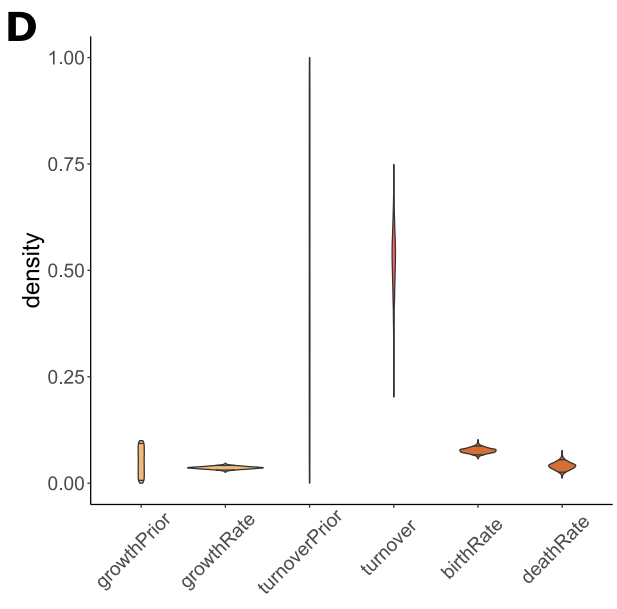 D
density
1.00
0.75
0.50
0.25
0.00
growthPrior
growthRate
turnoverPrior
turnover
birthRate
deathRate